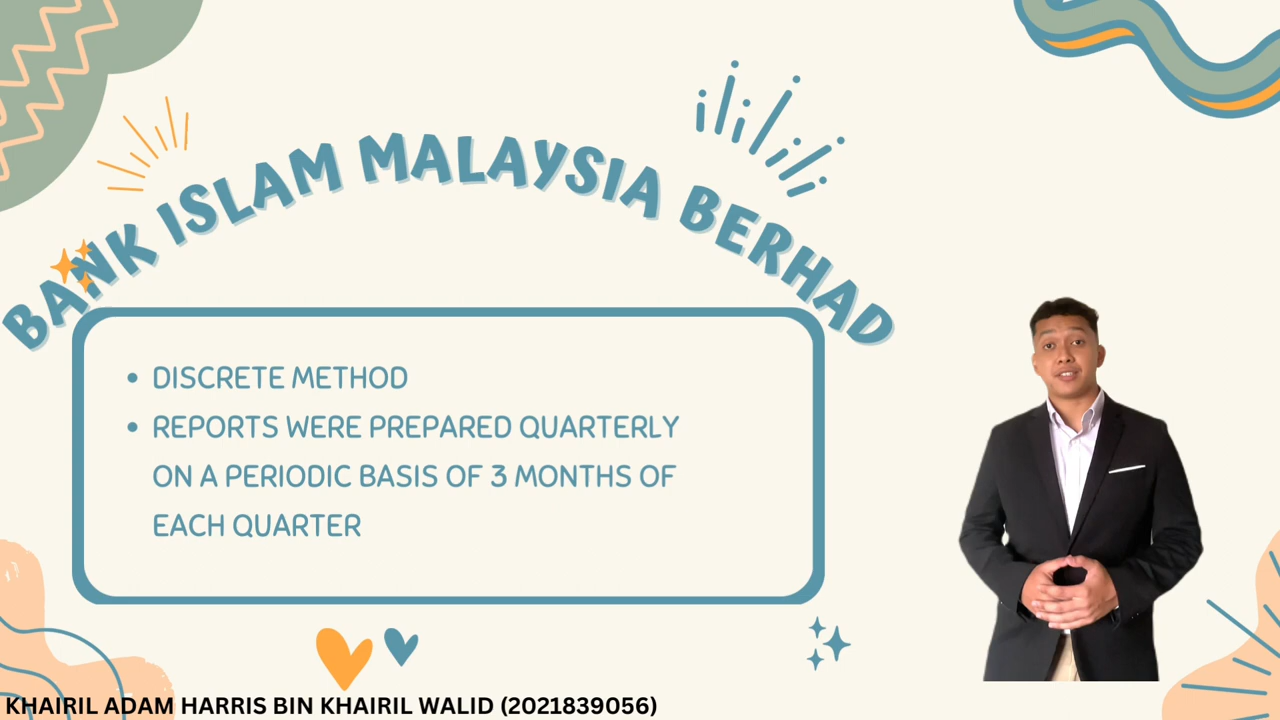 BANK ISLAM MALAYSIA BERHAD
• DISCRETE METHOD
• REPORTS WERE PREPARED QUARTERLY
ON A PERIODIC BASIS OF 3 MONTHS OF
EACH QUARTER
KHAIRIL ADAM HARRIS BIN KHAIRIL WALID (2021839056)